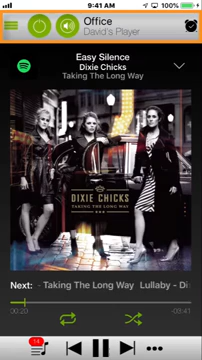 9:41 AM
100%
Office
David's Player
Easy Silence
Dixie Chicks
Taking The Long Way
DIXIE CHICKS
TAKING THE LONG WAY
Next: - Taking The Long Way Lullaby - Di
00:20
-03:41
14